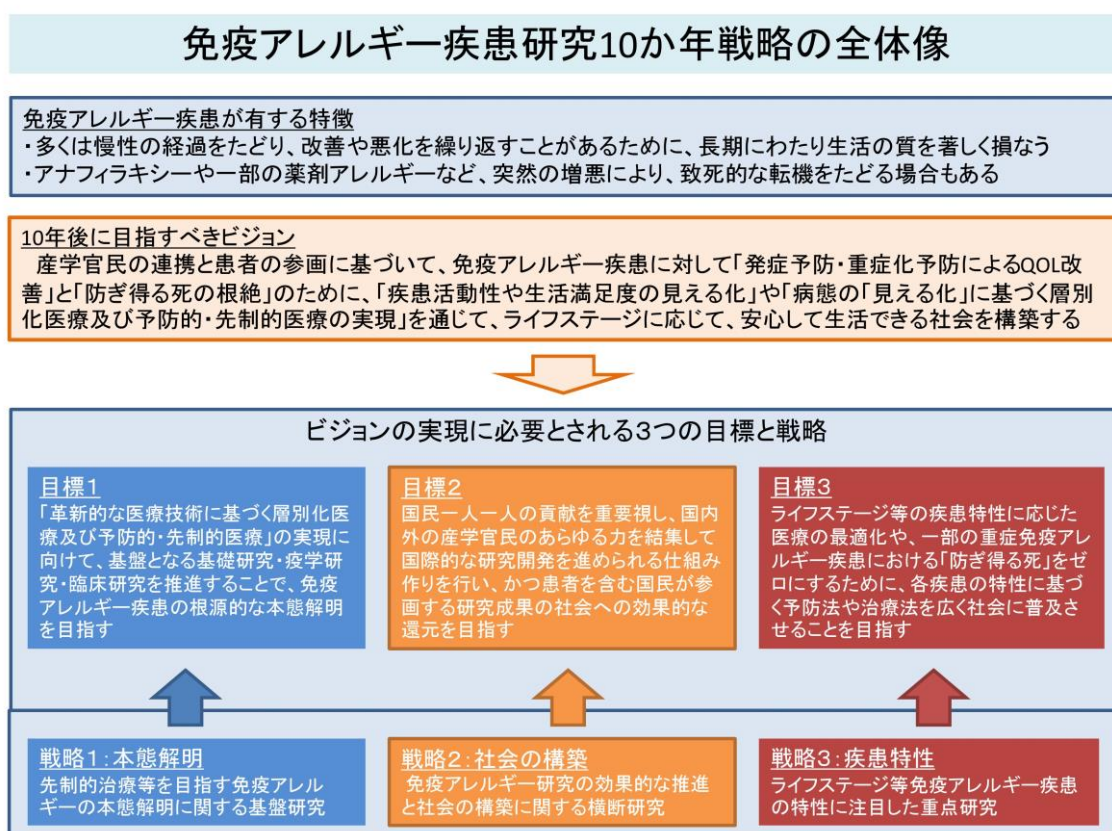 免疫アレルギー疾患研究10か年戦略の全体像
免疫アレルギー疾患が有する特徴
・多くは慢性の経過をたどり、改善や悪化を繰り返すことがあるために、長期にわたり生活の質を著しく損なう
・アナフィラキシーや一部の薬剤アレルギーなど、突然の増悪により、致死的な転機をたどる場合もある
10年後に目指すべきビジョン
産学官民の連携と患者の参画に基づいて、免疫アレルギー疾患に対して「発症予防・重症化予防によるQOL改
善」と「防ぎ得る死の根絶」のために、「疾患活動性や生活満足度の見える化」や「病態の「見える化」に基づく層別
化医療及び予防的・先制的医療の実現」を通じて、ライフステージに応じて、安心して生活できる社会を構築する
ビジョンの実現に必要とされる3つの目標と戦略
目標1
「革新的な医療技術に基づく層別化医
療及び予防的・先制的医療」の実現に
向けて、基盤となる基礎研究・疫学研
究・臨床研究を推進することで、免疫
アレルギー疾患の根源的な本態解明
を目指す
目標2
国民一人一人の貢献を重要視し、国内
外の産学官民のあらゆる力を結集して
国際的な研究開発を進められる仕組み
作りを行い、かつ患者を含む国民が参
画する研究成果の社会への効果的な
還元を目指す
目標3
ライフステージ等の疾患特性に応じた
医療の最適化や、一部の重症免疫アレ
ルギー疾患における「防ぎ得る死」をゼ
ロにするために、各疾患の特性に基づ
く予防法や治療法を広く社会に普及さ
せることを目指す
戦略1:本態解明
先制的治療等を目指す免疫アレル
ギーの本態解明に関する基盤研究
戦略2:社会の構築
免疫アレルギー研究の効果的な推進
と社会の構築に関する横断研究
戦略3:疾患特性
ライフステージ等免疫アレルギー疾患
の特性に注目した重点研究